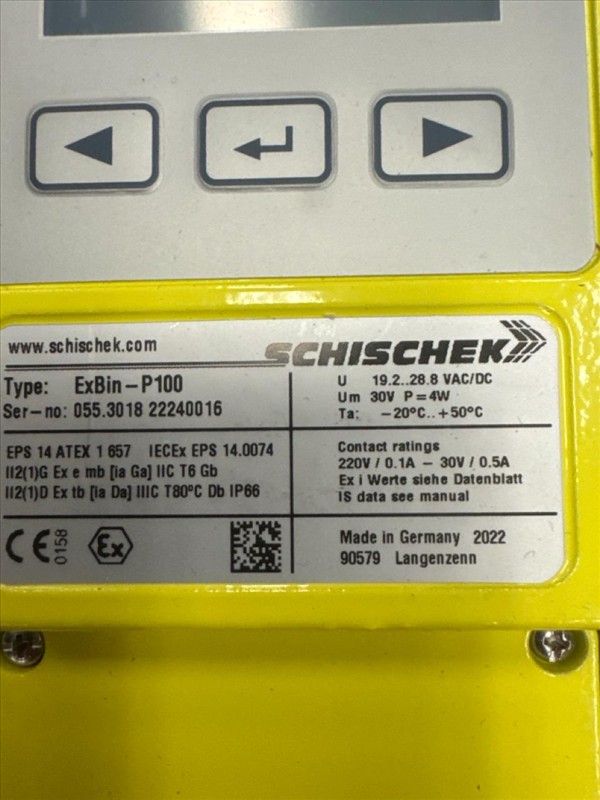 www.schischek.com
SCHISCHEK
Type: ExBin-P100
Ser-no: 055.3018 22240016
U 19.2..28.8 VAC/DC
Um 30V P=4W
Ta: -20°C..+50°C
EPS 14 ATEX 1 657 IECEx EPS 14.0074
II2(1)G Ex e mb [ia Ga] IIC T6 Gb
II2(1)D Ex tb [ia Da] IIIC T80°C Db IP66
Contact ratings
220V / 0.1A - 30V / 0.5A
Ex i Werte siehe Datenblatt
IS data see manual
CE 0158 Ex
Made in Germany 2022
90579 Langenzenn